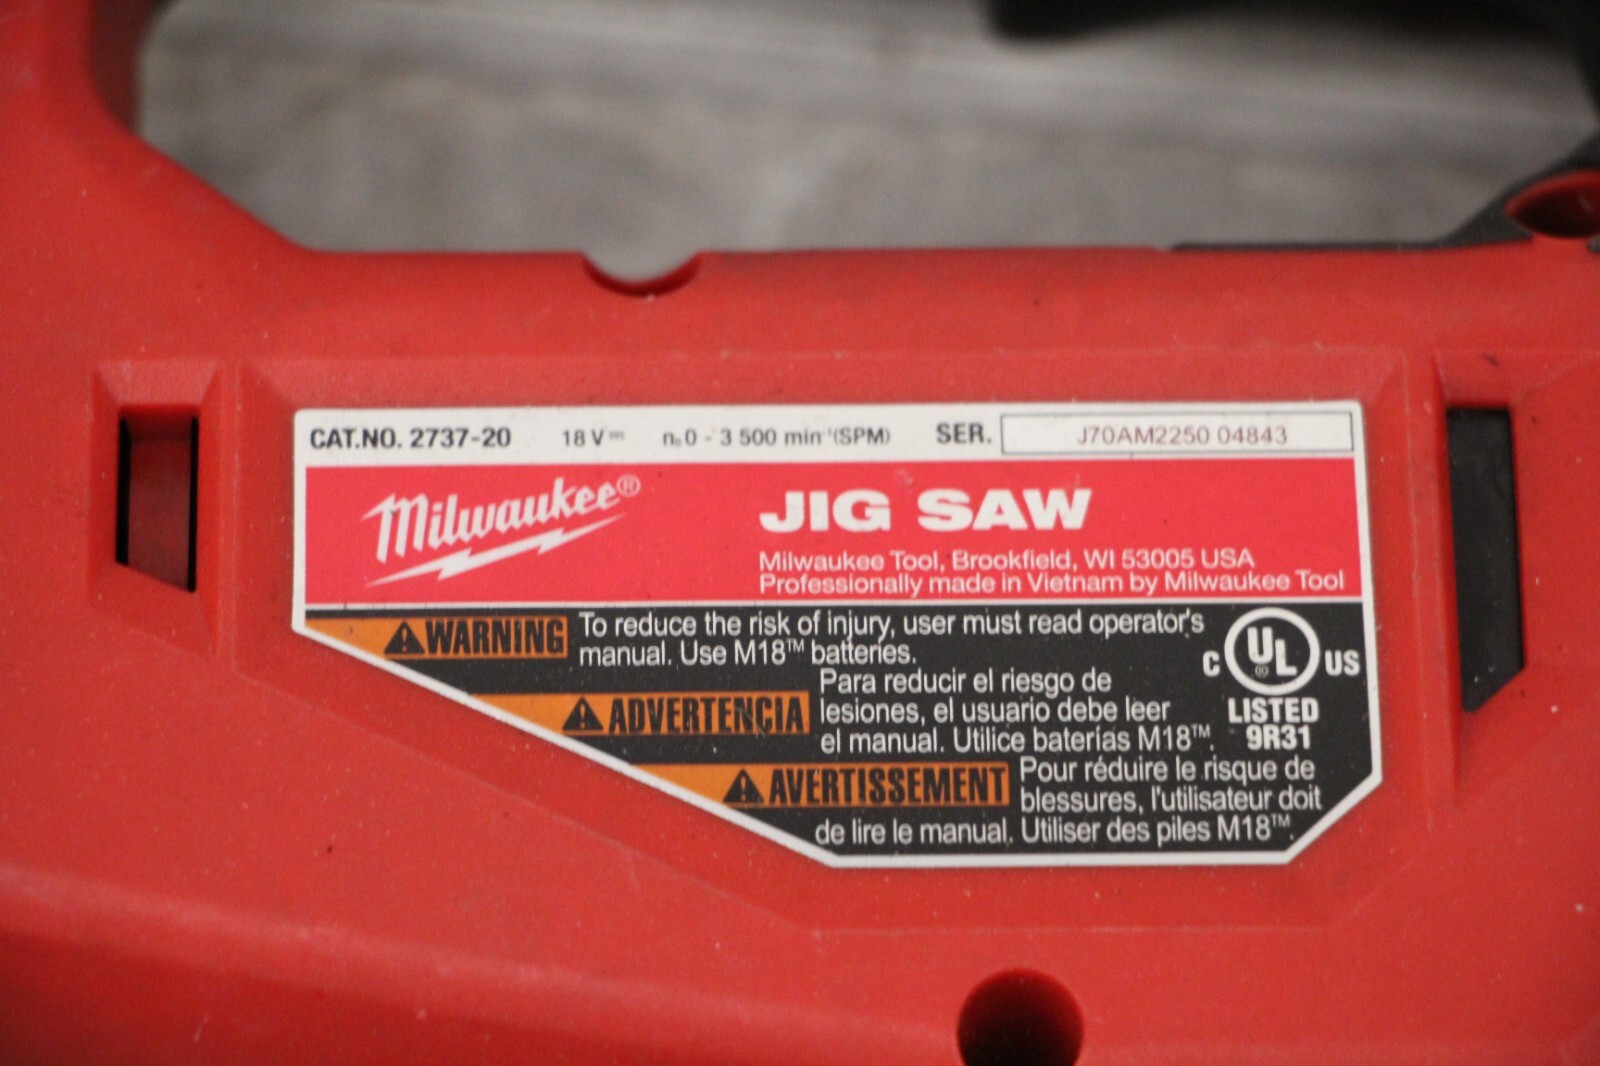 CAT.NO. 2737-20 18 V⎓ n₀ 0 - 3 500 min⁻¹(SPM) SER. J70AM2250 04843
Milwaukee® JIG SAW
Milwaukee Tool, Brookfield, WI 53005 USA
Professionally made in Vietnam by Milwaukee Tool
⚠WARNING To reduce the risk of injury, user must read operator's
manual. Use M18™ batteries.
⚠ADVERTENCIA Para reducir el riesgo de
lesiones, el usuario debe leer
el manual. Utilice baterías M18™.
⚠AVERTISSEMENT Pour réduire le risque de
blessures, l'utilisateur doit
de lire le manual. Utiliser des piles M18™.
C UL® US
LISTED
9R31